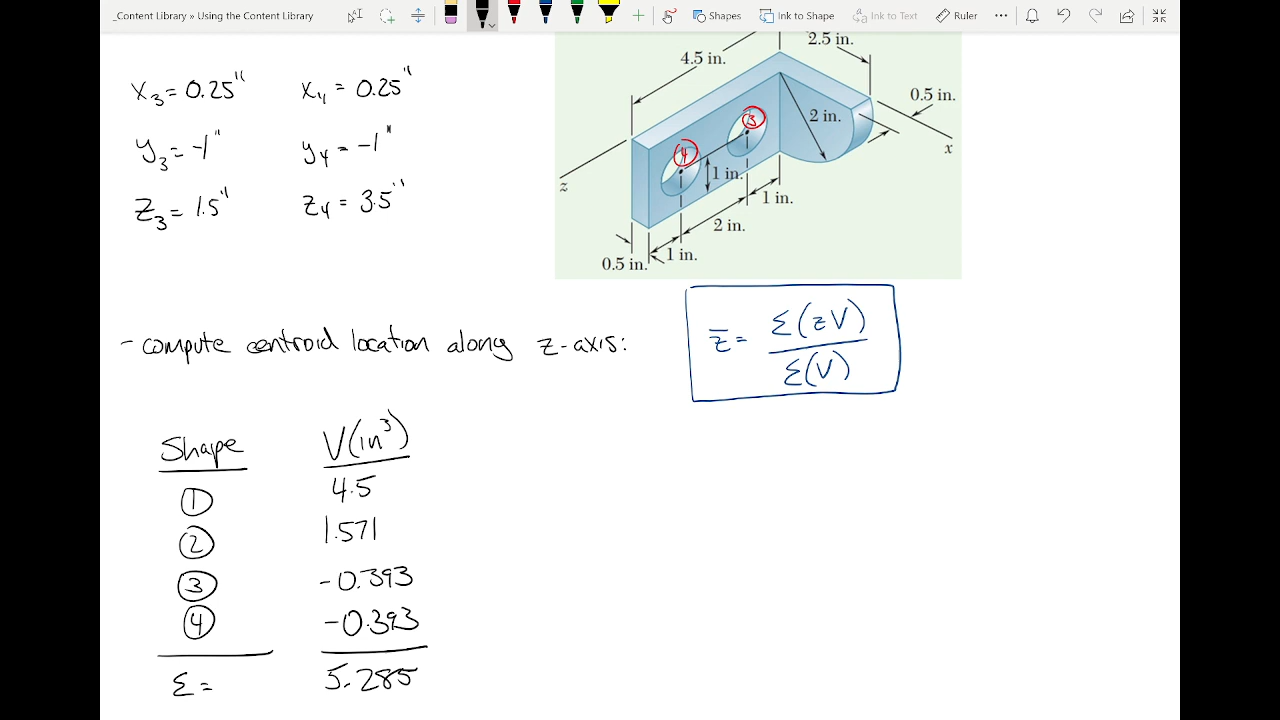 _Content Library » Using the Content Library
Shapes
Ink to Shape
Ink to Text
Ruler
x₃ = 0.25" x₄ = 0.25"
y₃ = -1" y₄ = -1"
z₃ = 1.5" z₄ = 3.5"
4.5 in.
2.5 in.
0.5 in.
2 in.
x
z
3
4
1 in.
1 in.
2 in.
1 in.
0.5 in.
- compute centroid location along z-axis:
z̄ = Σ(zV)
Σ(V)
Shape V(in³)
① 4.5
② 1.571
③ -0.393
④ -0.393
Σ = 5.285